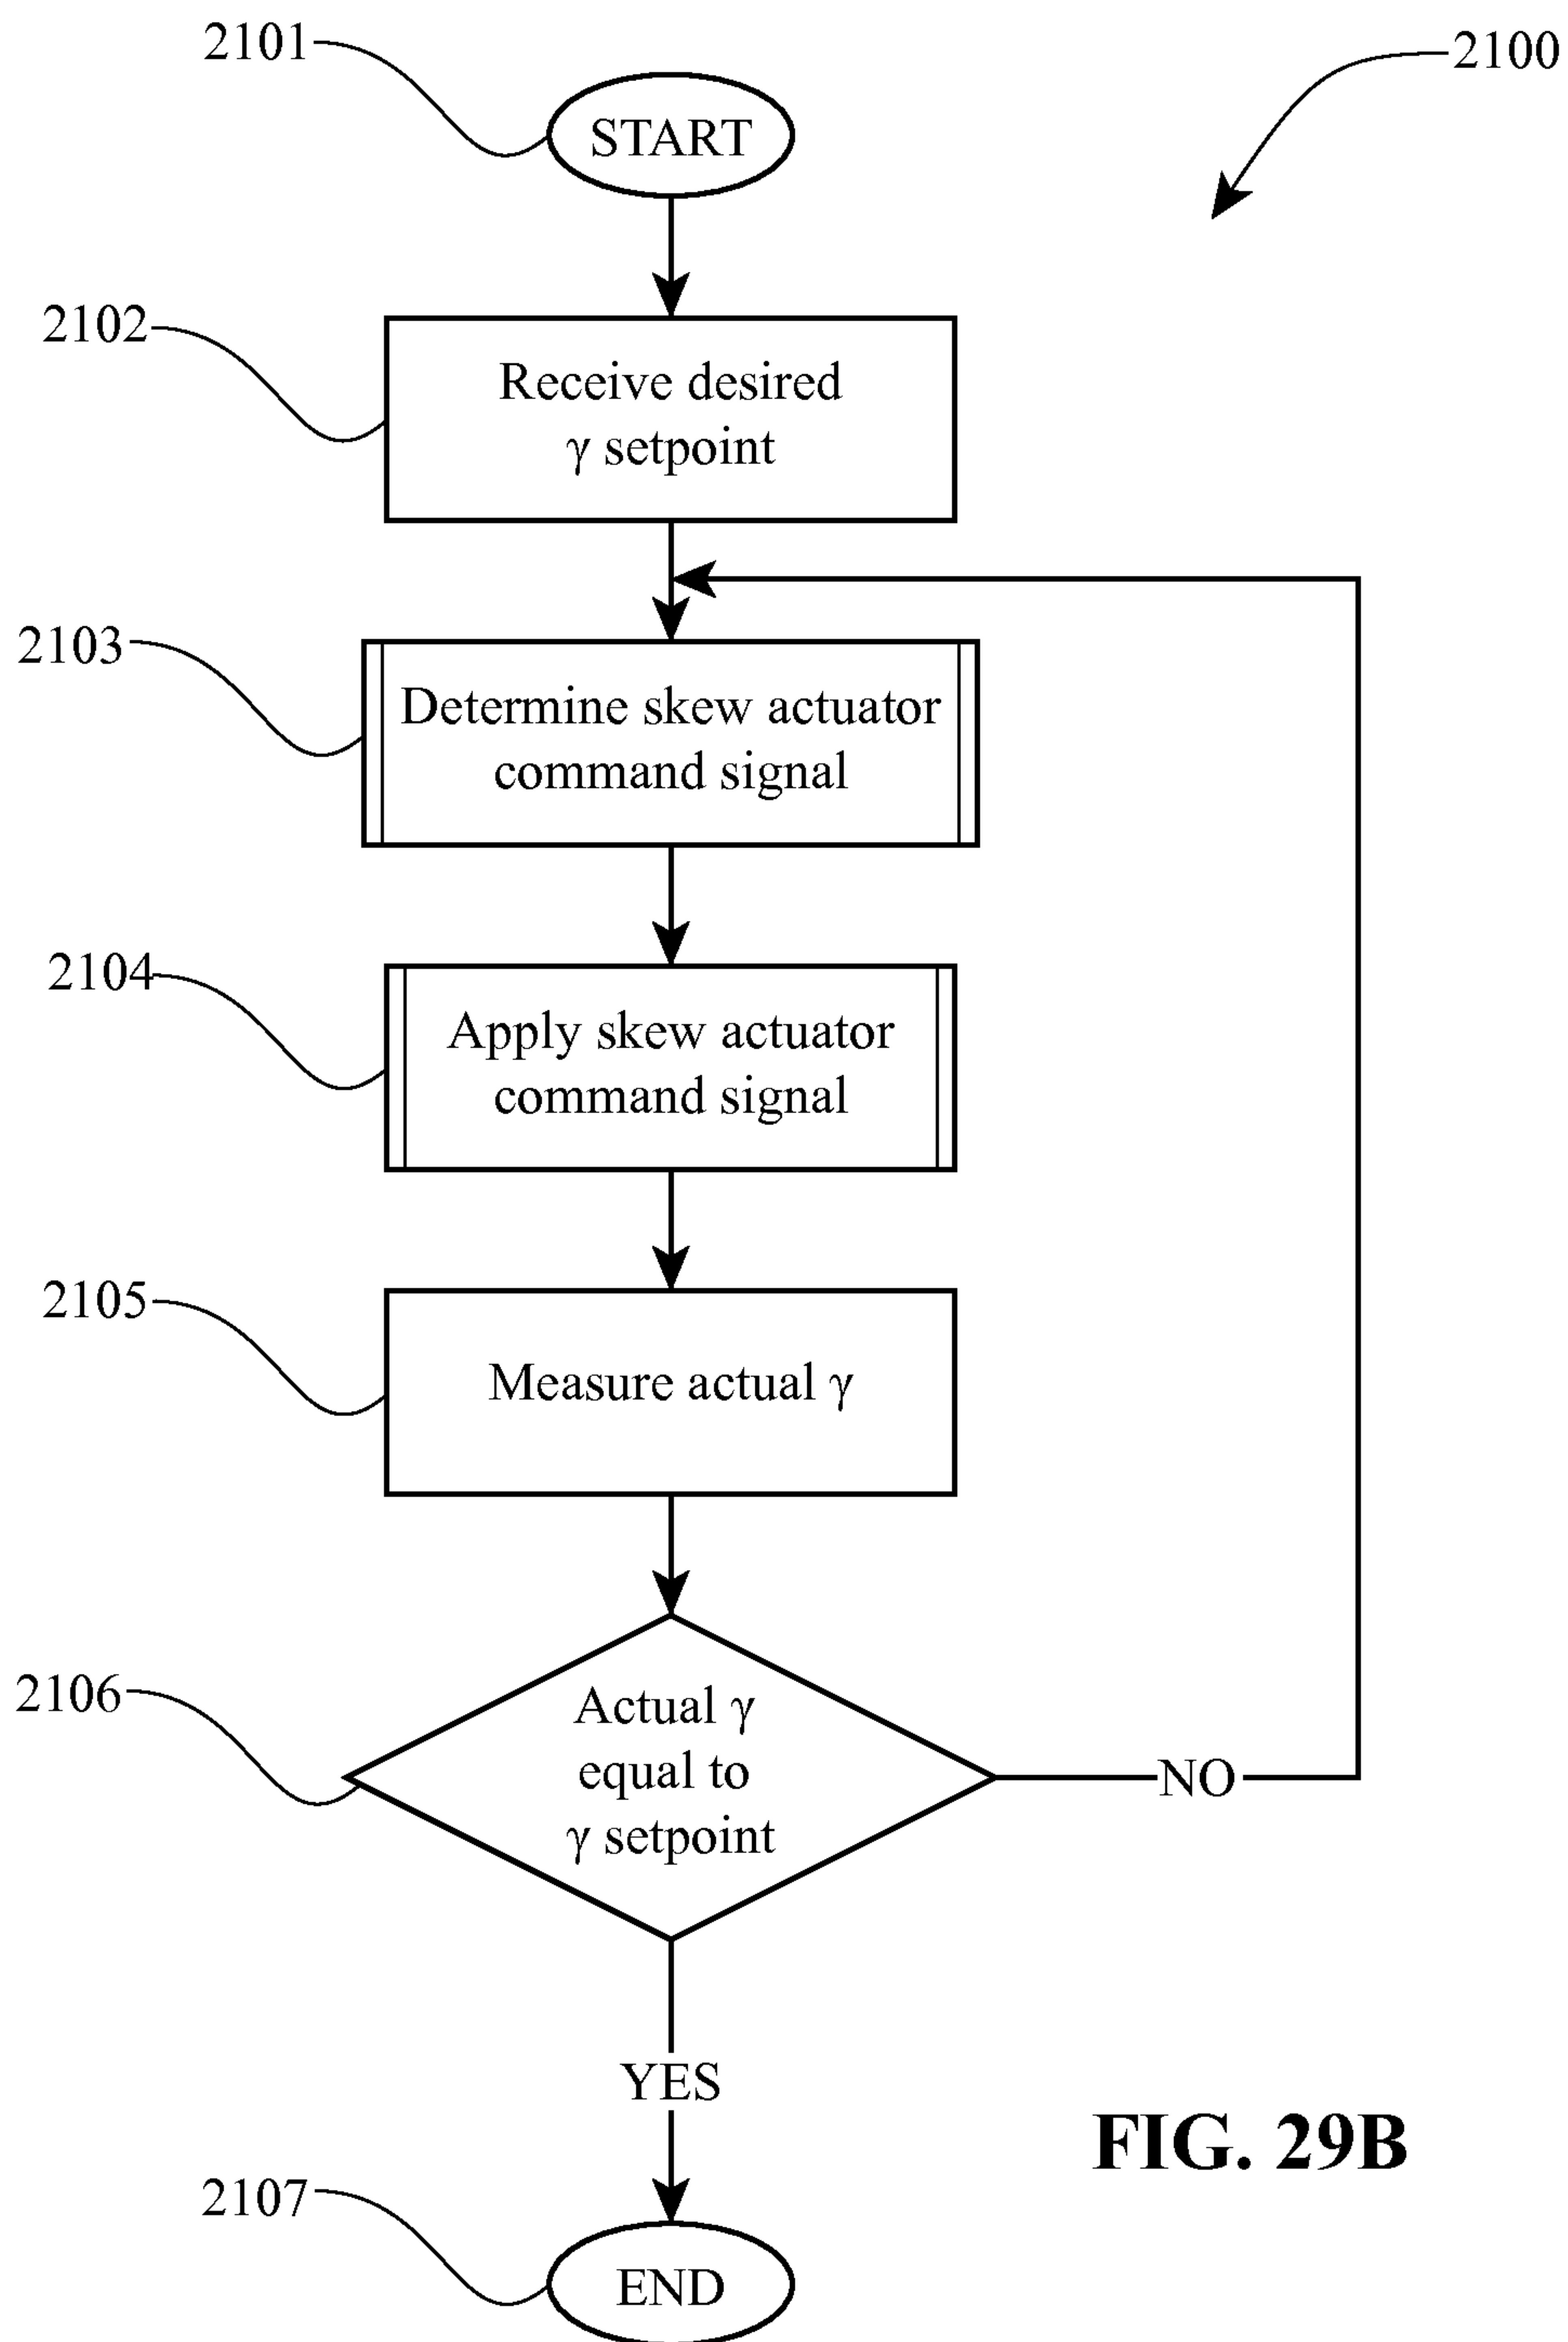 2101
2100
START
2102
Receive desired
γ setpoint
2103
Determine skew actuator
command signal
2104
Apply skew actuator
command signal
2105
Measure actual γ
2106
Actual γ
equal to
γ setpoint
NO
YES
FIG. 29B
2107
END